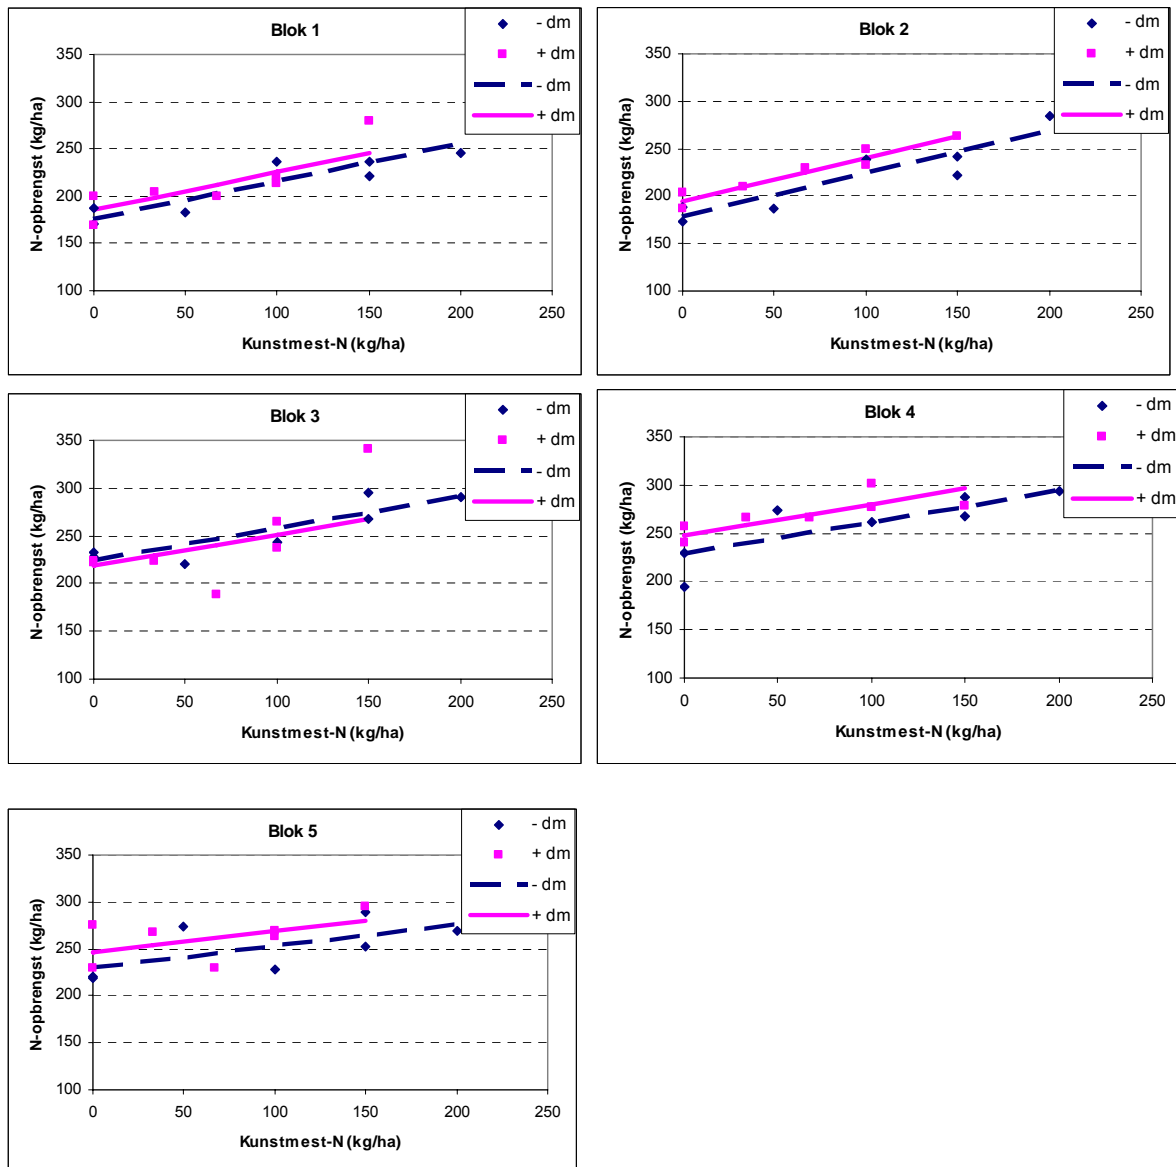 Blok 1
- dm
+ dm
- dm
+ dm
N-opbrengst (kg/ha)
350
300
250
200
150
100
0 50 100 150 200 250
Kunstmest-N (kg/ha)
Blok 2
- dm
+ dm
- dm
+ dm
N-opbrengst (kg/ha)
350
300
250
200
150
100
0 50 100 150 200 250
Kunstmest-N (kg/ha)
Blok 3
- dm
+ dm
- dm
+ dm
N-opbrengst (kg/ha)
350
300
250
200
150
100
0 50 100 150 200 250
Kunstmest-N (kg/ha)
Blok 4
- dm
+ dm
- dm
+ dm
N-opbrengst (kg/ha)
350
300
250
200
150
100
0 50 100 150 200 250
Kunstmest-N (kg/ha)
Blok 5
- dm
+ dm
- dm
+ dm
N-opbrengst (kg/ha)
350
300
250
200
150
100
0 50 100 150 200 250
Kunstmest-N (kg/ha)